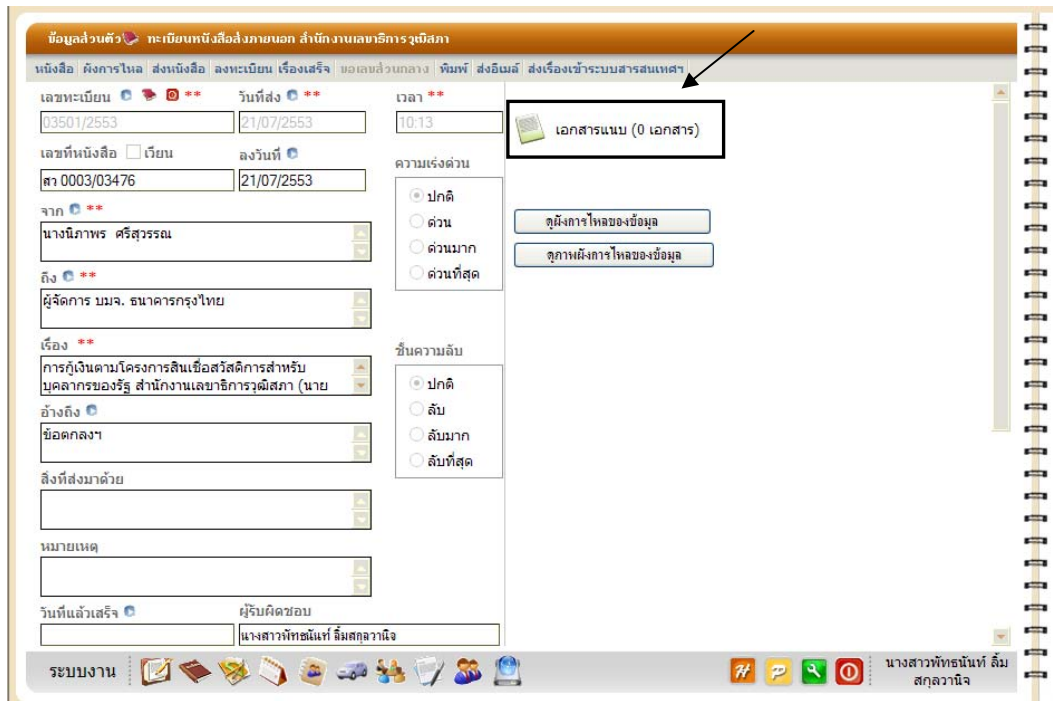 ข้อมูลส่วนตัว ทะเบียนหนังสือส่งภายนอก สำนักงานเลขาธิการวุฒิสภา
หนังสือ ผังการไหล ส่งหนังสือ ลงทะเบียน เรื่องเสร็จ ขอเลขส่วนกลาง พิมพ์ ส่งอีเมล์ ส่งเรื่องเข้าระบบสารสนเทศฯ
เลขทะเบียน ** วันที่ส่ง ** เวลา **
03501/2553 21/07/2553 10:13
เอกสารแนบ (0 เอกสาร)
เลขที่หนังสือ เวียน ลงวันที่
สว 0003/03476 21/07/2553
ความเร่งด่วน
ปกติ
ด่วน
ด่วนมาก
ด่วนที่สุด
จาก **
นางนิภาพร ศรีสุวรรณ
ดูผังการไหลของข้อมูล
ดูภาพผังการไหลของข้อมูล
ถึง **
ผู้จัดการ บมจ. ธนาคารกรุงไทย
เรื่อง **
การกู้เงินตามโครงการสินเชื่อสวัสดิการสำหรับ
บุคลากรของรัฐ สำนักงานเลขาธิการวุฒิสภา (นาย
ชั้นความลับ
ปกติ
ลับ
ลับมาก
ลับที่สุด
อ้างถึง
ข้อตกลงฯ
สิ่งที่ส่งมาด้วย
หมายเหตุ
วันที่แล้วเสร็จ ผู้รับผิดชอบ
นางสาวพัทธนันท์ ลิ้มสกุลวานิจ
ระบบงาน
นางสาวพัทธนันท์ ลิ้ม
สกุลวานิจ